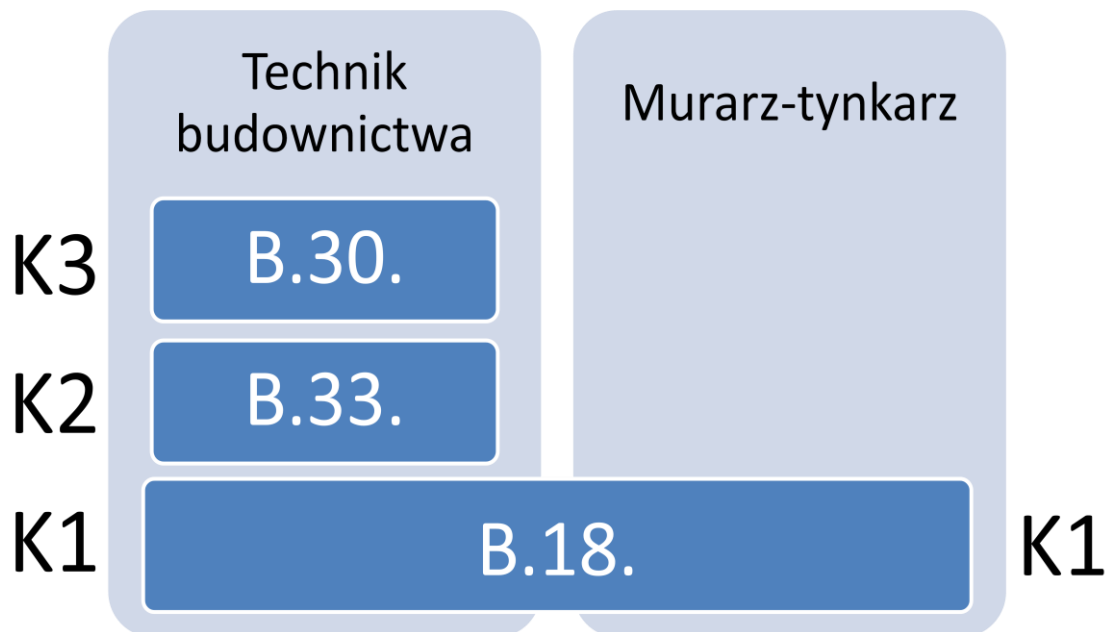 Technik
budownictwa
Murarz-tynkarz
K3
B.30.
K2
B.33.
K1
B.18.
K1